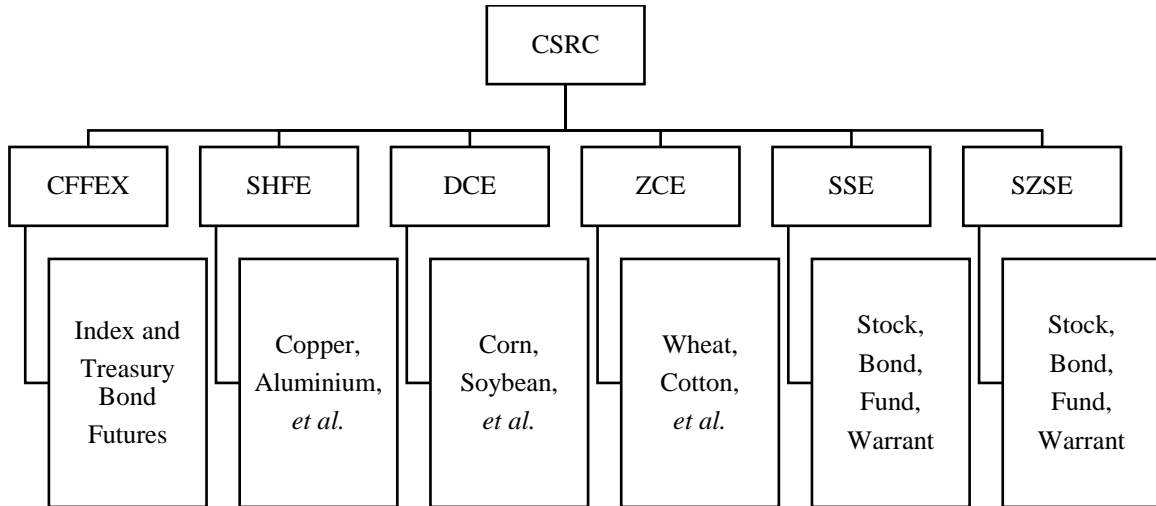 CSRC
CFFEX
SHFE
DCE
ZCE
SSE
SZSE
Index and
Treasury
Bond
Futures
Copper,
Aluminium,
et al.
Corn,
Soybean,
et al.
Wheat,
Cotton,
et al.
Stock,
Bond,
Fund,
Warrant
Stock,
Bond,
Fund,
Warrant